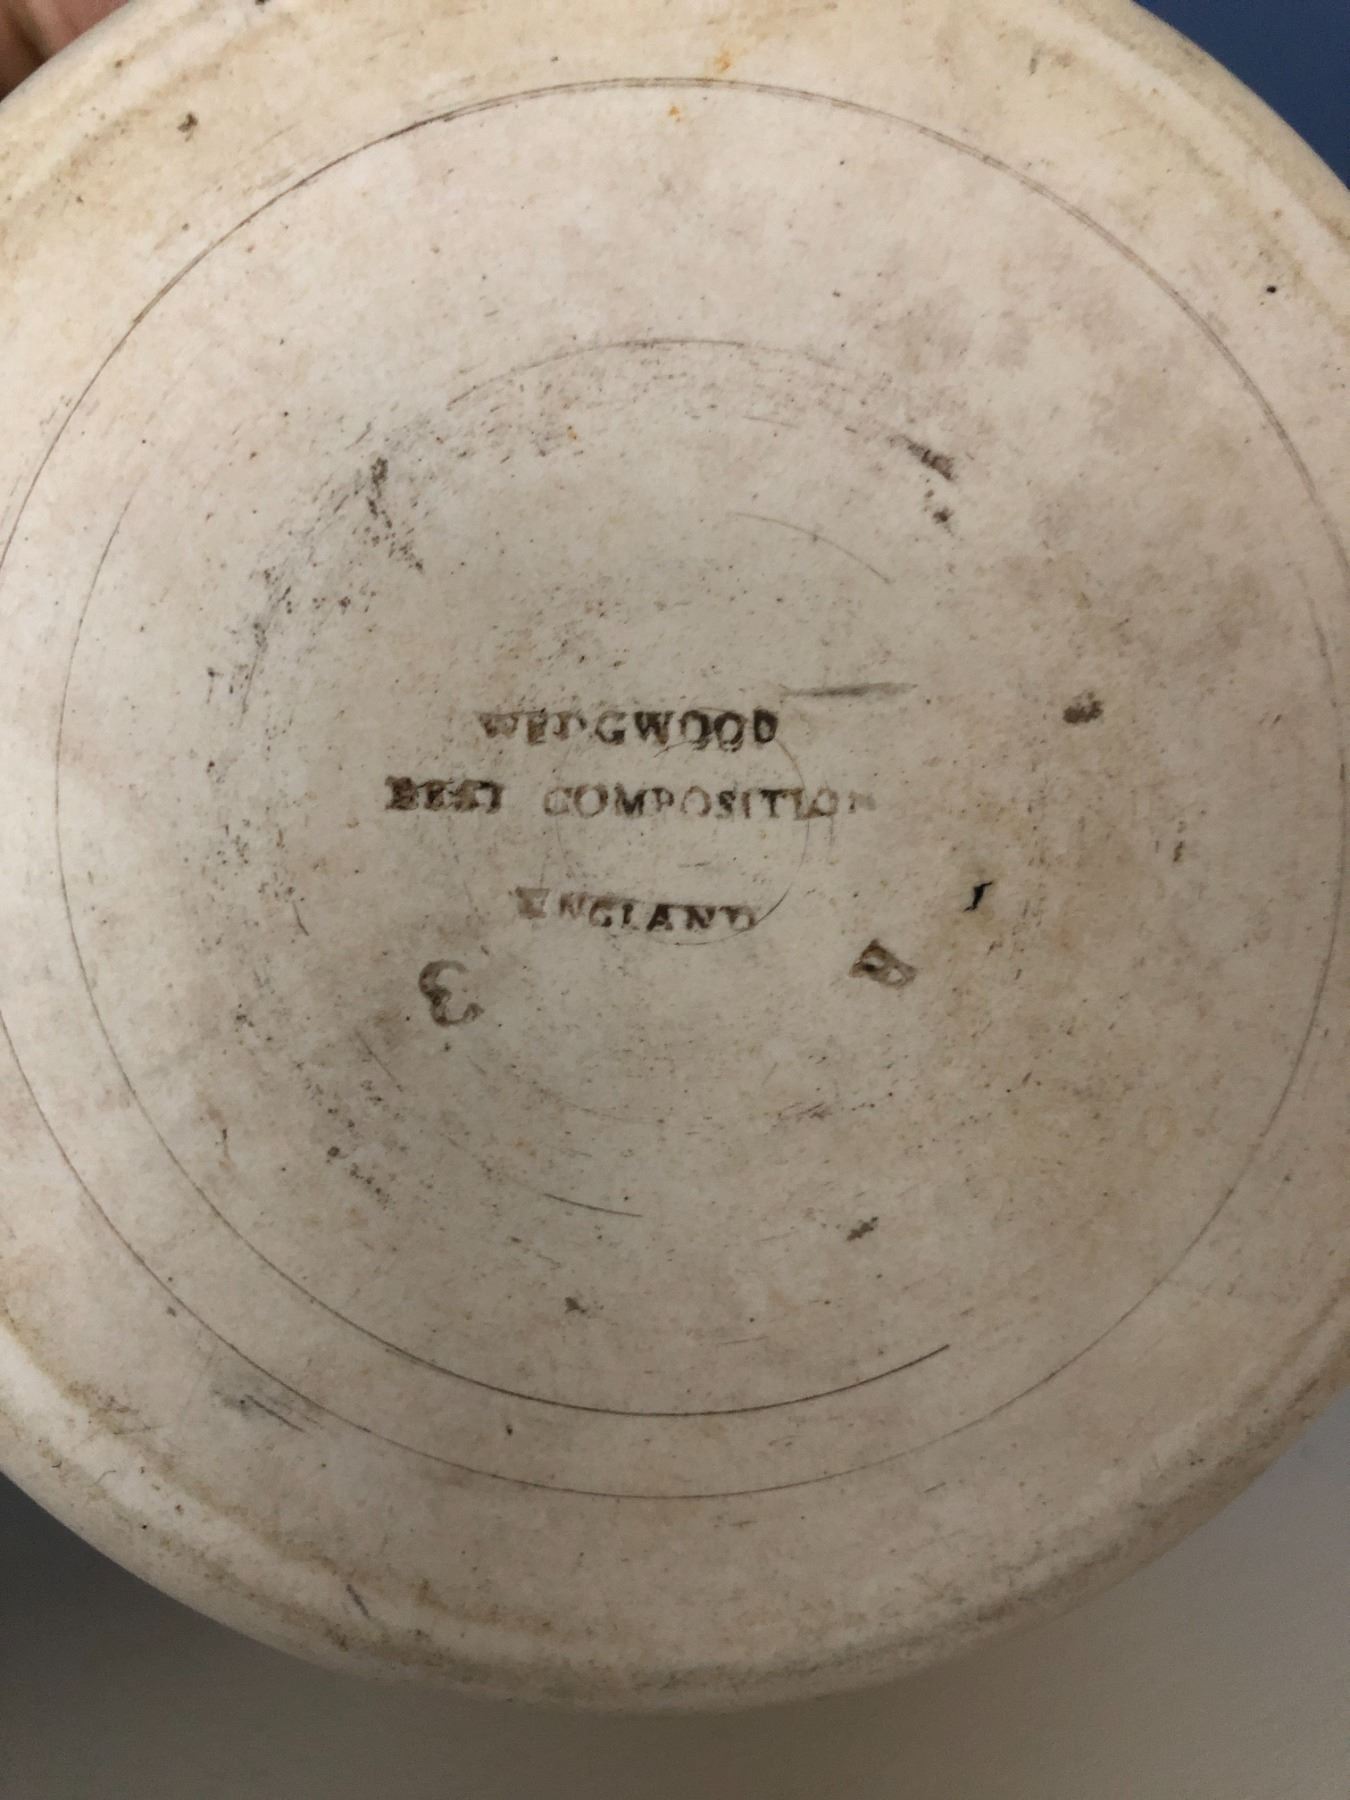 WEDGWOOD
BEST COMPOSITION
ENGLAND
3 B